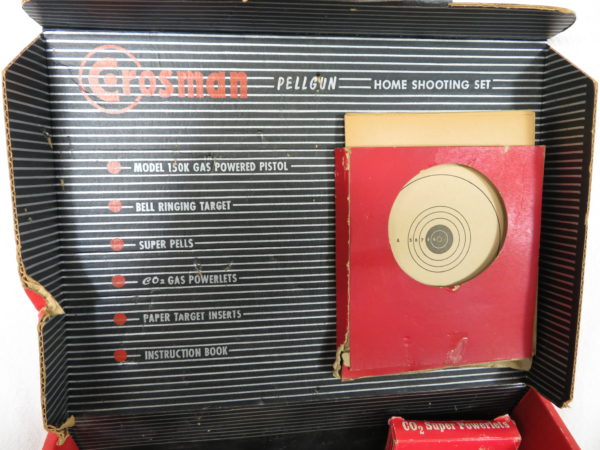 Crosman
PELLGUN HOME SHOOTING SET
MODEL 150K GAS POWERED PISTOL
BELL RINGING TARGET
SUPER PELLS
CO₂ GAS POWERLETS
PAPER TARGET INSERTS
INSTRUCTION BOOK
CO₂ Super Powerlets